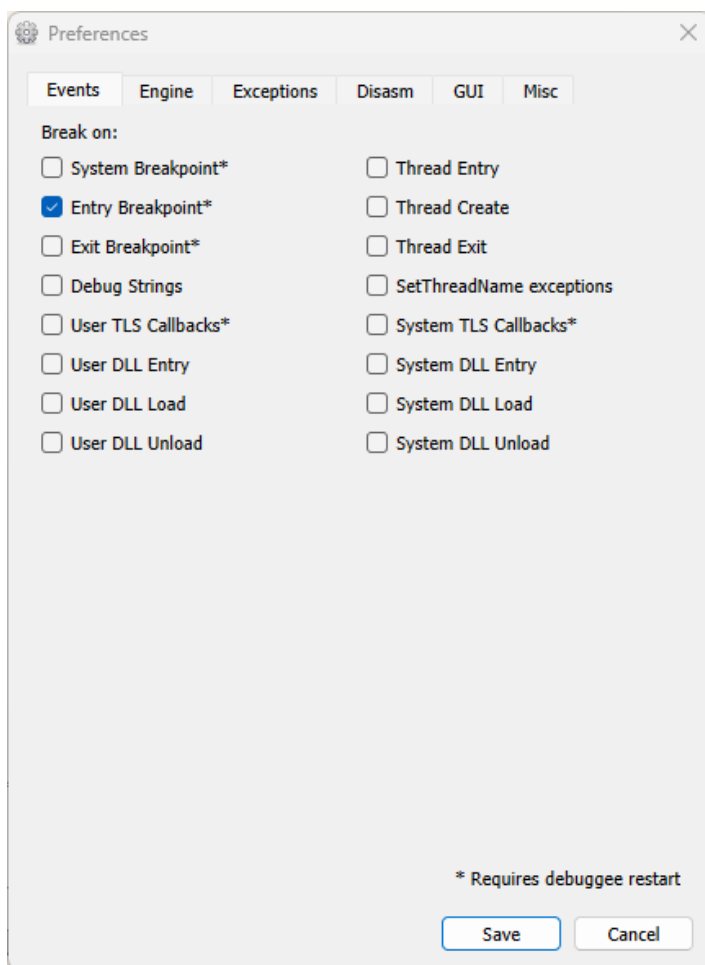 Preferences
Events Engine Exceptions Disasm GUI Misc
Break on:
System Breakpoint* Thread Entry
Entry Breakpoint* Thread Create
Exit Breakpoint* Thread Exit
Debug Strings SetThreadName exceptions
User TLS Callbacks* System TLS Callbacks*
User DLL Entry System DLL Entry
User DLL Load System DLL Load
User DLL Unload System DLL Unload
* Requires debuggee restart
Save Cancel